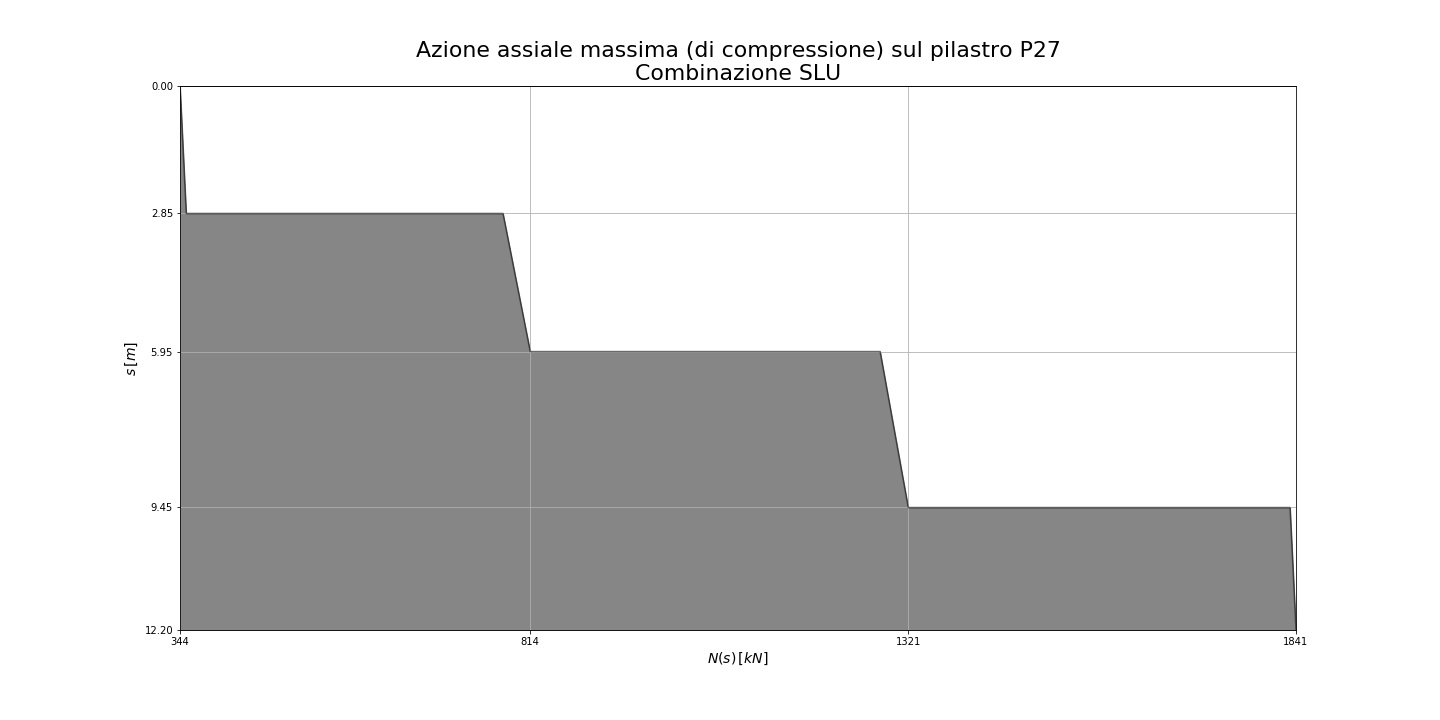 Azione assiale massima (di compressione) sul pilastro P27
Combinazione SLU
0.00
2.85
5.95
9.45
12.20
s [m]
344 814 1321 1841
N(s) [kN]